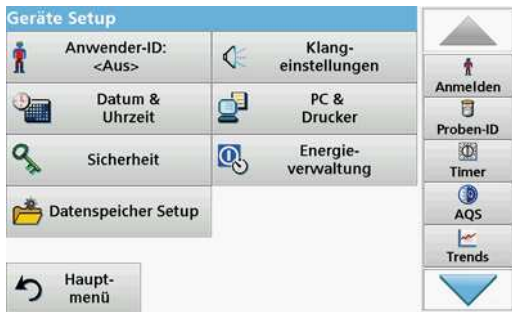 Geräte Setup
Anwender-ID:
<Aus>
Klang-
einstellungen
Datum &
Uhrzeit
PC &
Drucker
Sicherheit
Energie-
verwaltung
Datenspeicher Setup
Haupt-
menü
Anmelden
Proben-ID
Timer
AQS
Trends